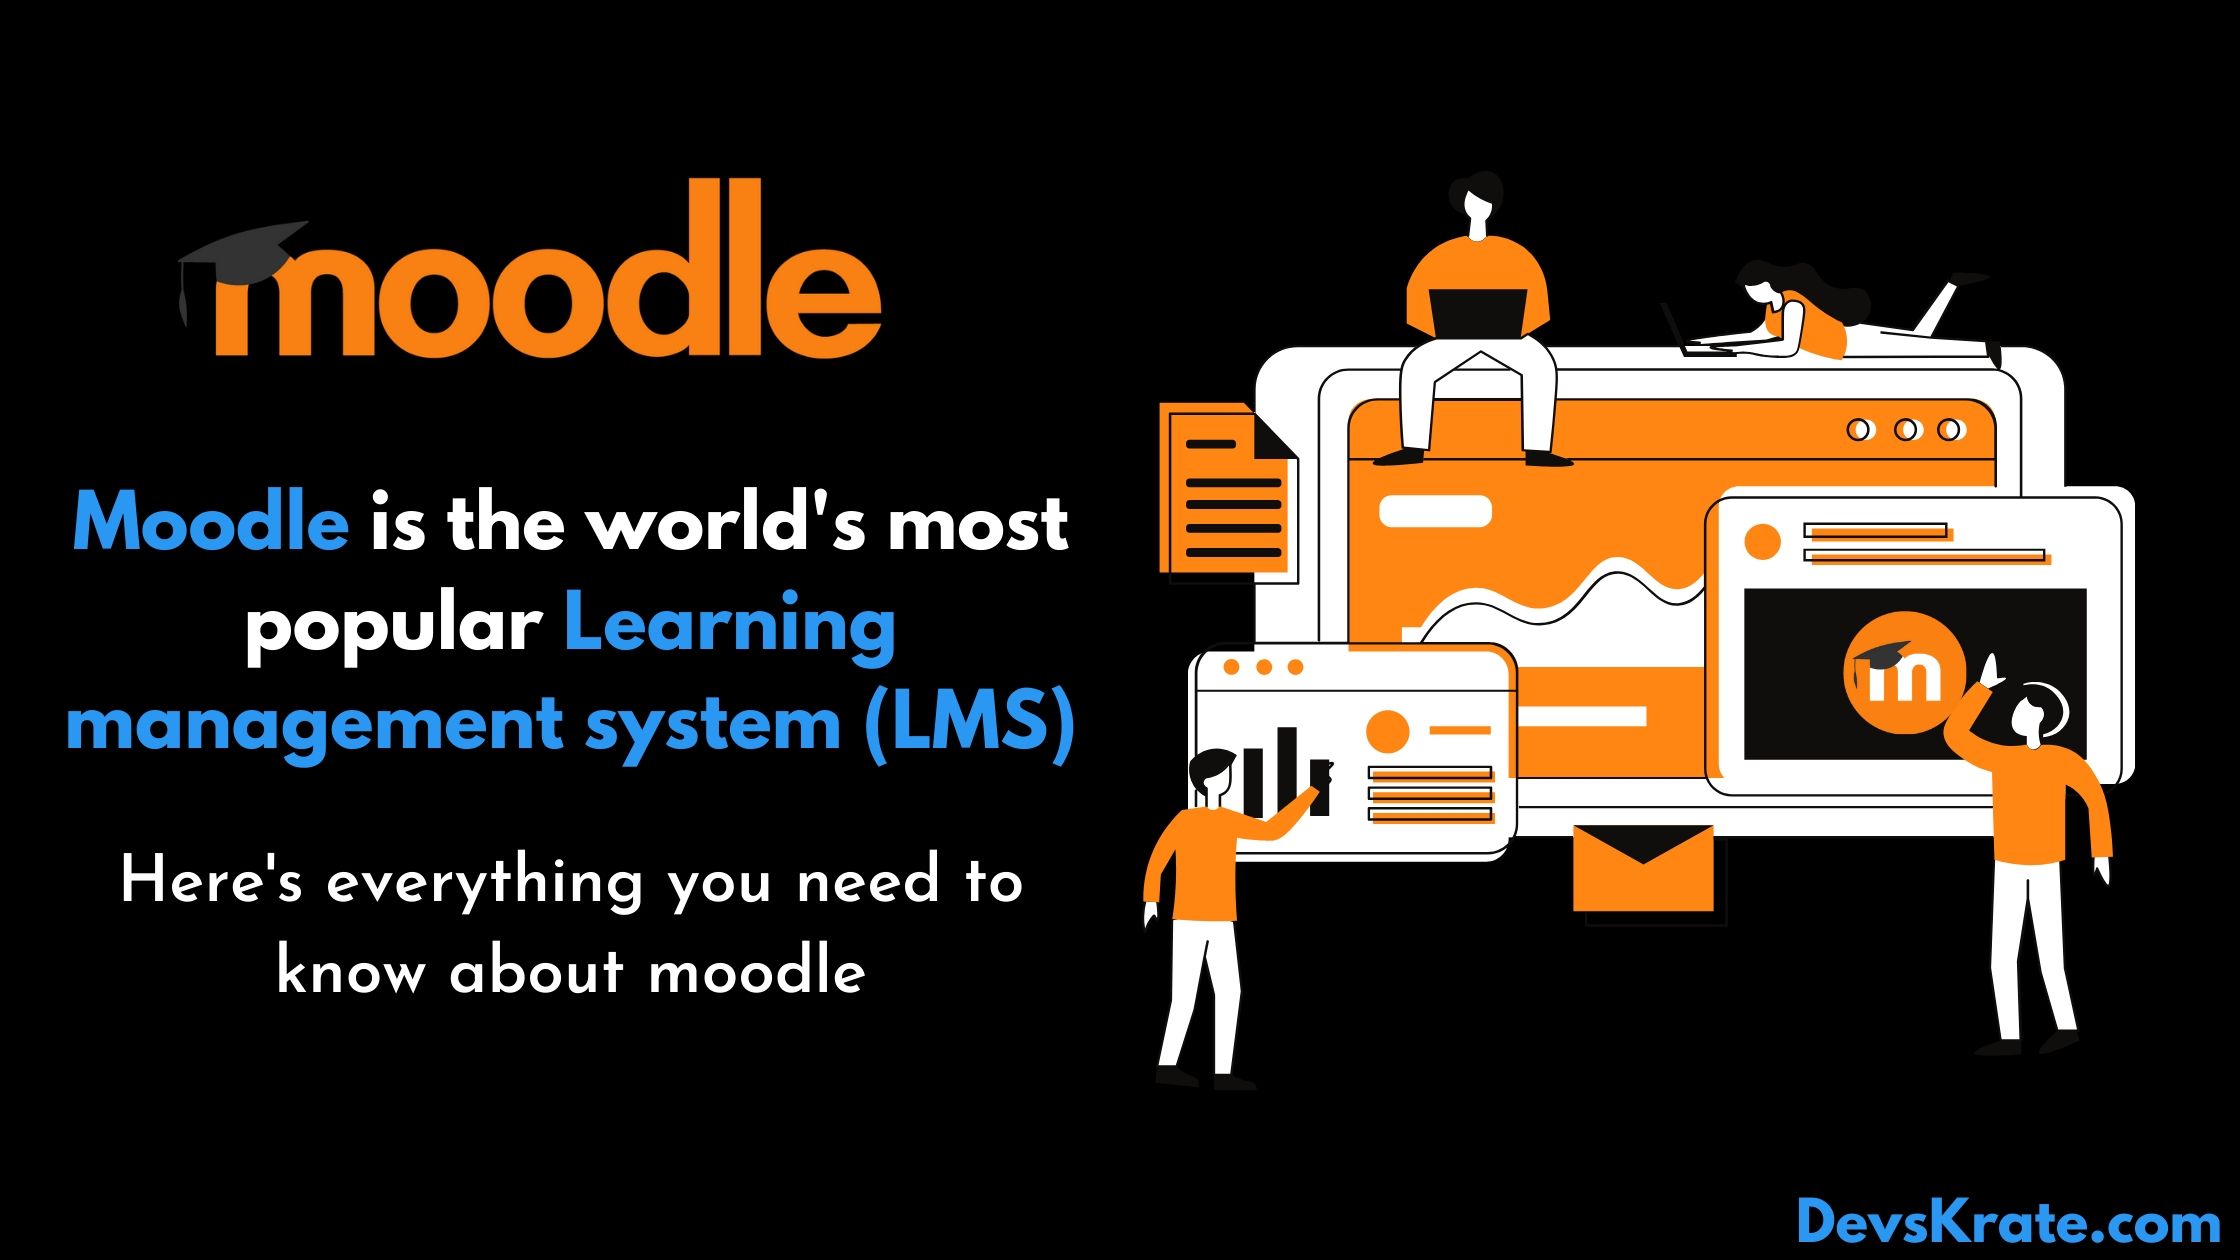 moodle
Moodle is the world's most
popular Learning
management system (LMS)
Here's everything you need to
know about moodle
m
DevsKrate.com